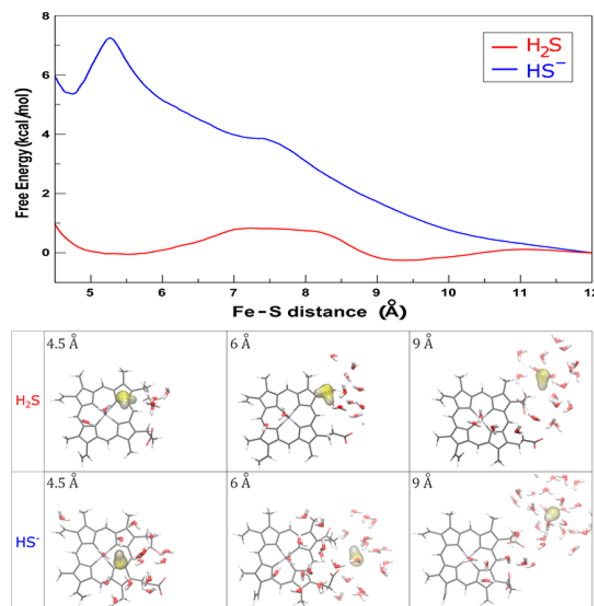 8
6
4
2
0
Free Energy (kcal/mol)
H₂S
HS⁻
5 6 7 8 9 10 11 12
Fe-S distance (Å)
4.5 Å 6 Å 9 Å
H₂S
4.5 Å 6 Å 9 Å
HS⁻